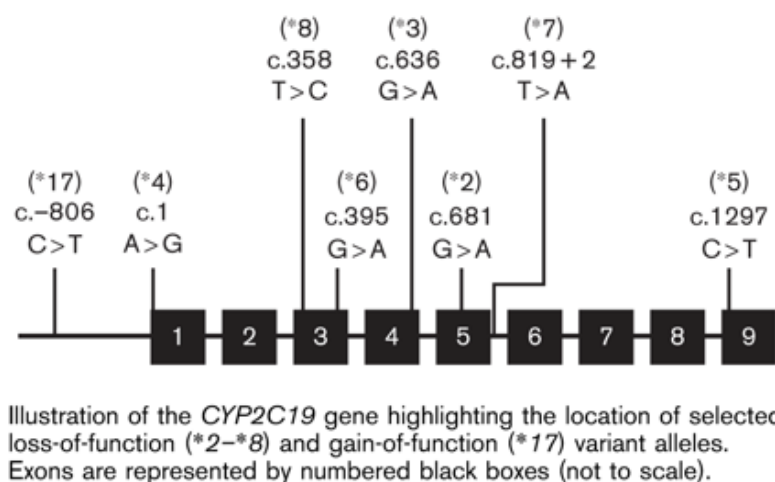 (*8)
c.358
T>C
(*3)
c.636
G>A
(*7)
c.819+2
T>A
(*17)
c.–806
C>T
(*4)
c.1
A>G
(*6)
c.395
G>A
(*2)
c.681
G>A
(*5)
c.1297
C>T
1 2 3 4 5 6 7 8 9
Illustration of the CYP2C19 gene highlighting the location of selected
loss-of-function (*2–*8) and gain-of-function (*17) variant alleles.
Exons are represented by numbered black boxes (not to scale).